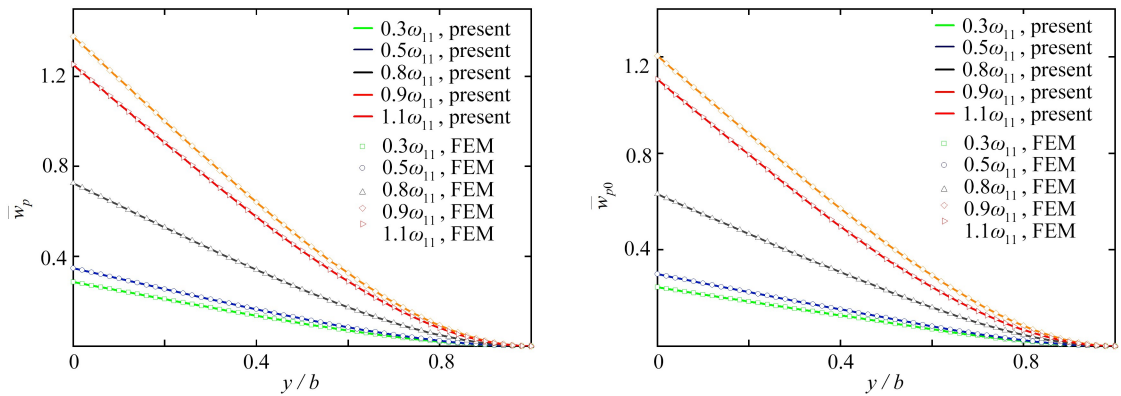 0.3ω₁₁, present
0.5ω₁₁, present
0.8ω₁₁, present
0.9ω₁₁, present
1.1ω₁₁, present
0.3ω₁₁, FEM
0.5ω₁₁, FEM
0.8ω₁₁, FEM
0.9ω₁₁, FEM
1.1ω₁₁, FEM
1.2
0.8
0.4
w̅ₚ
0
0.4
0.8
y / b
0.3ω₁₁, present
0.5ω₁₁, present
0.8ω₁₁, present
0.9ω₁₁, present
1.1ω₁₁, present
0.3ω₁₁, FEM
0.5ω₁₁, FEM
0.8ω₁₁, FEM
0.9ω₁₁, FEM
1.1ω₁₁, FEM
1.2
0.8
0.4
w̅ₚ₀
0
0.4
0.8
y / b